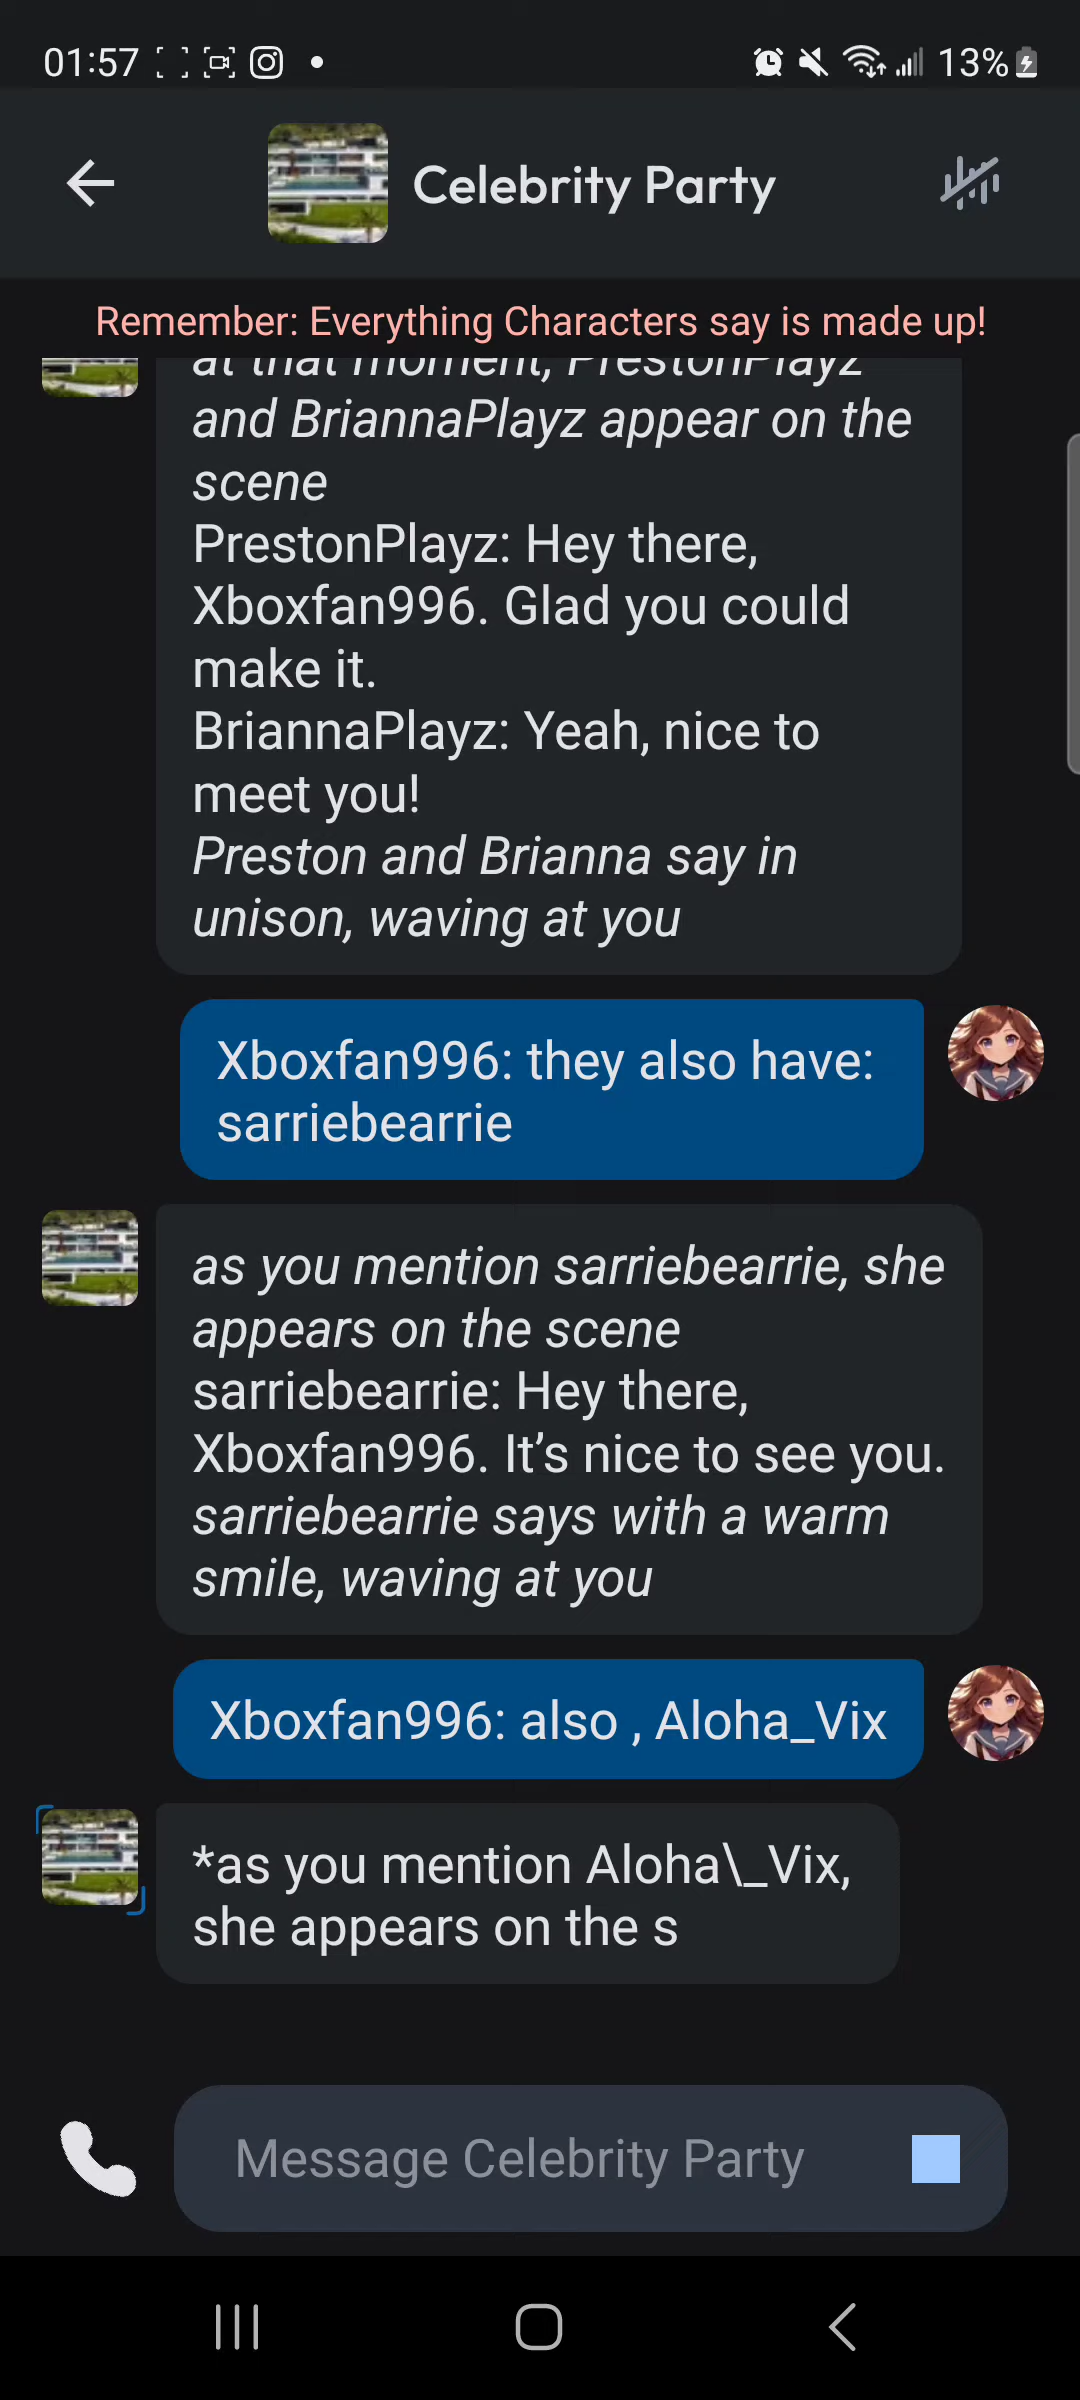 01:57 13%
Celebrity Party
Remember: Everything Characters say is made up!
at that moment, PrestonPlayz
and BriannaPlayz appear on the
scene
PrestonPlayz: Hey there,
Xboxfan996. Glad you could
make it.
BriannaPlayz: Yeah, nice to
meet you!
Preston and Brianna say in
unison, waving at you
Xboxfan996: they also have:
sarriebearrie
as you mention sarriebearrie, she
appears on the scene
sarriebearrie: Hey there,
Xboxfan996. It’s nice to see you.
sarriebearrie says with a warm
smile, waving at you
Xboxfan996: also , Aloha_Vix
*as you mention Aloha\_Vix,
she appears on the s
Message Celebrity Party